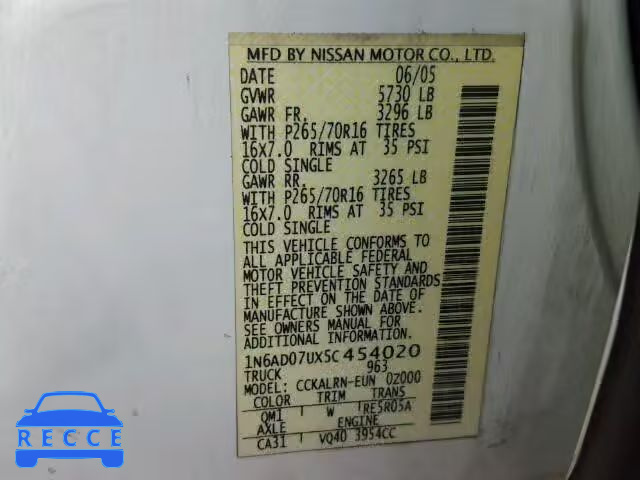 MFD BY NISSAN MOTOR CO., LTD.
DATE 06/05
GVWR 5730 LB
GAWR FR. 3296 LB
WITH P265/70R16 TIRES
16X7.0 RIMS AT 35 PSI
COLD SINGLE
GAWR RR. 3265 LB
WITH P265/70R16 TIRES
16X7.0 RIMS AT 35 PSI
COLD SINGLE
THIS VEHICLE CONFORMS TO
ALL APPLICABLE FEDERAL
MOTOR VEHICLE SAFETY AND
THEFT PREVENTION STANDARDS
IN EFFECT ON THE DATE OF
MANUFACTURE SHOWN ABOVE.
SEE OWNERS MANUAL FOR
ADDITIONAL INFORMATION
1N6AD07UX5C454020
TRUCK 963
MODEL: CCKALRN-EUN 0Z000
COLOR TRIM TRANS
QM1 W RE5R05A
AXLE ENGINE
CA31 VQ40 3954CC
RECCE